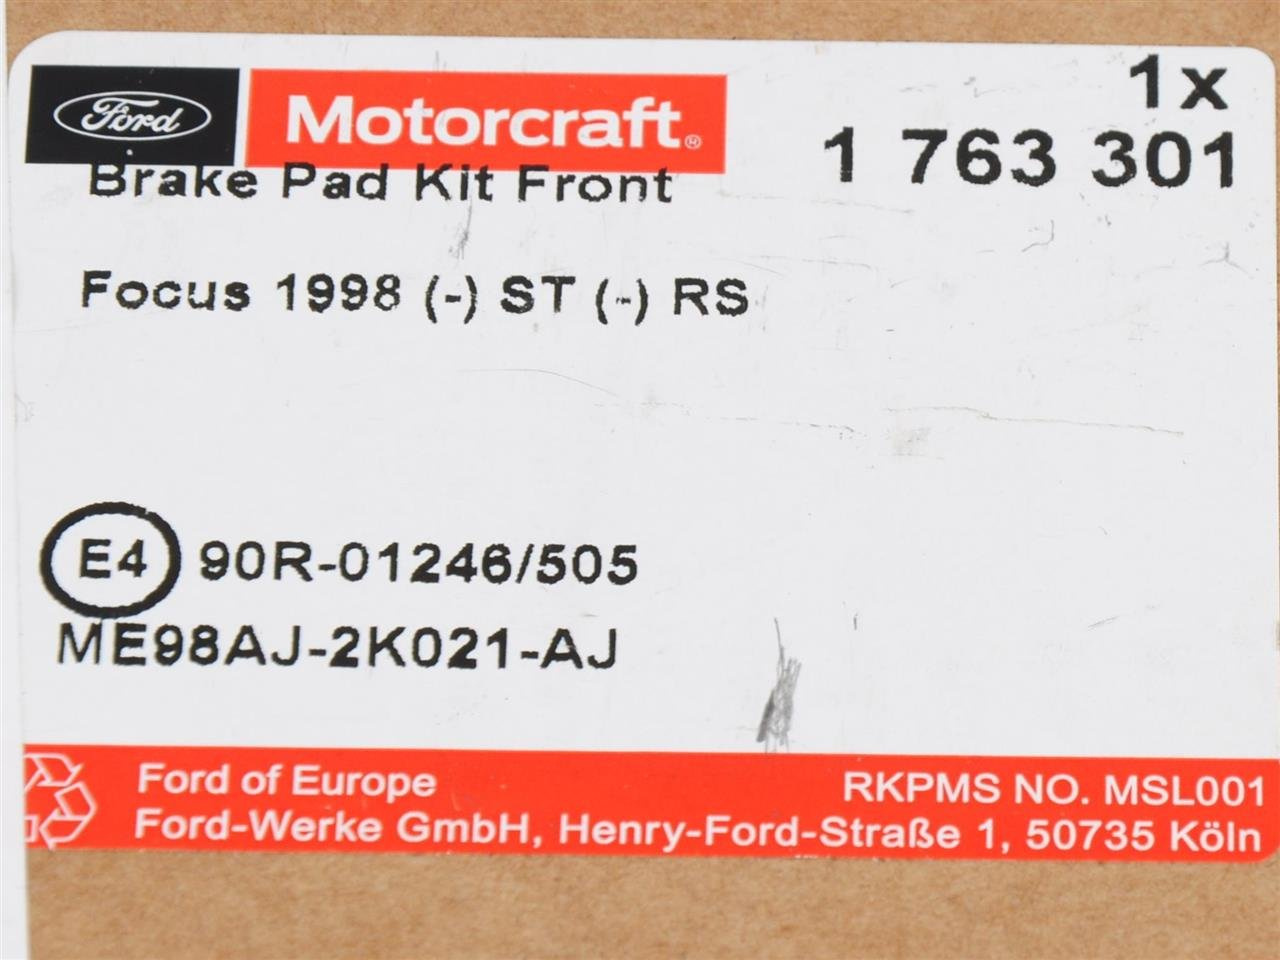 Ford Motorcraft®
1x
1 763 301
Brake Pad Kit Front
Focus 1998 (-) ST (-) RS
E4 90R-01246/505
ME98AJ-2K021-AJ
Ford of Europe RKPMS NO. MSL001
Ford-Werke GmbH, Henry-Ford-Straße 1, 50735 Köln